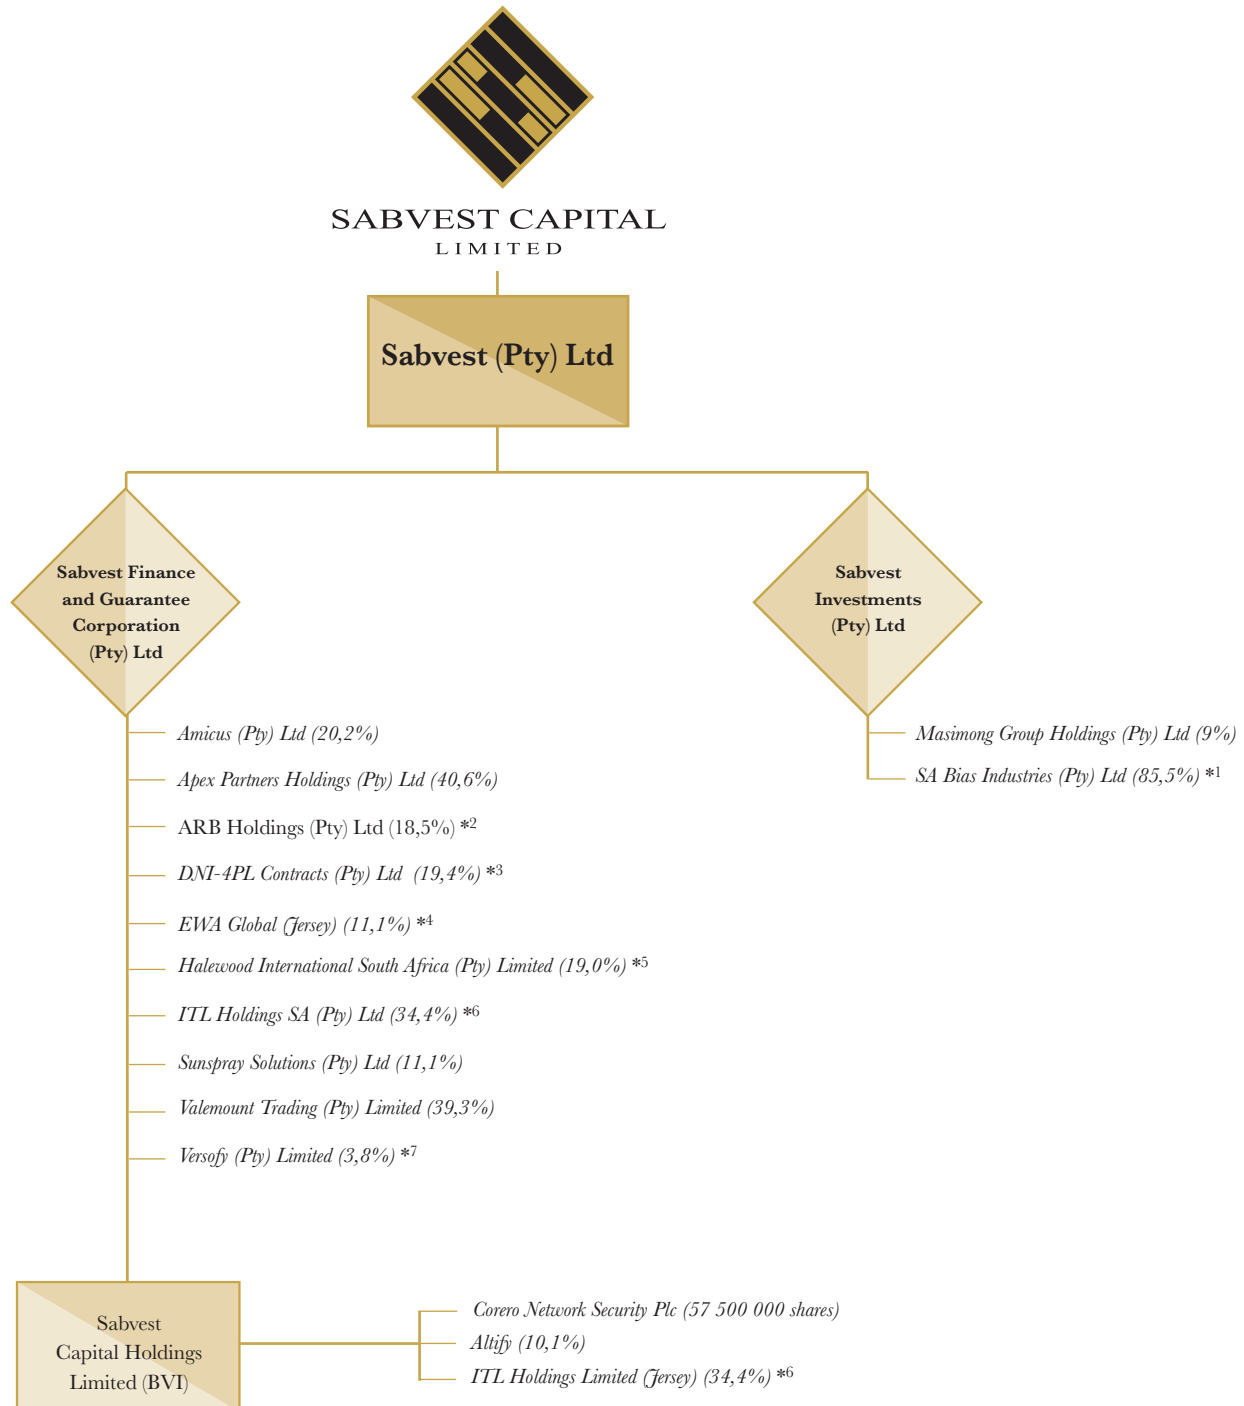 SABVEST CAPITAL
LIMITED
Sabvest (Pty) Ltd
Sabvest Finance
and Guarantee
Corporation
(Pty) Ltd
Sabvest
Investments
(Pty) Ltd
Amicus (Pty) Ltd (20,2%)
Apex Partners Holdings (Pty) Ltd (40,6%)
ARB Holdings (Pty) Ltd (18,5%) *2
DNI-4PL Contracts (Pty) Ltd (19,4%) *3
EWA Global (Jersey) (11,1%) *4
Halewood International South Africa (Pty) Limited (19,0%) *5
ITL Holdings SA (Pty) Ltd (34,4%) *6
Sunspray Solutions (Pty) Ltd (11,1%)
Valemount Trading (Pty) Limited (39,3%)
Versofy (Pty) Limited (3,8%) *7
Masimong Group Holdings (Pty) Ltd (9%)
SA Bias Industries (Pty) Ltd (85,5%) *1
Sabvest
Capital Holdings
Limited (BVI)
Corero Network Security Plc (57 500 000 shares)
Altify (10,1%)
ITL Holdings Limited (Jersey) (34,4%) *6